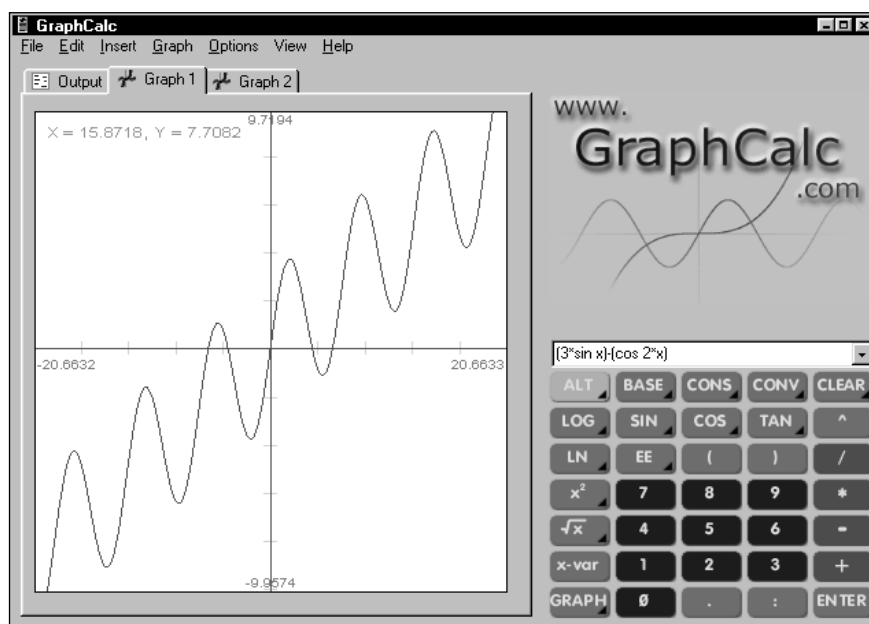 GraphCalc
File Edit Insert Graph Options View Help
Output Graph 1 Graph 2
X = 15.8718, Y = 7.7082
9.7194
-20.6632 20.6633
-9.9574
www.
GraphCalc
.com
(3*sin x)-(cos 2*x)
ALT BASE CONS CONV CLEAR
LOG SIN COS TAN ^
LN EE ( ) /
x² 7 8 9 *
√x 4 5 6 -
x-var 1 2 3 +
GRAPH 0 . : ENTER